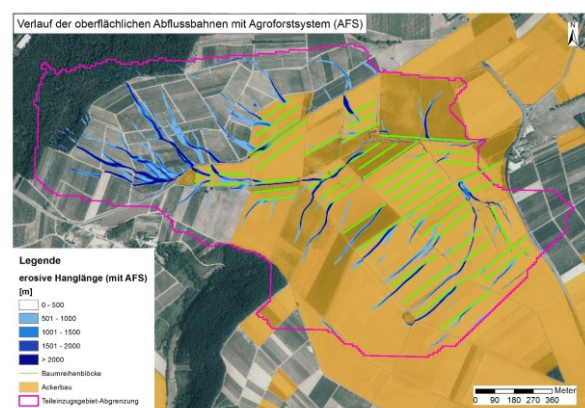 Verlauf der oberflächlichen Abflussbahnen mit Agroforstsystem (AFS)
N
Legende
erosive Hanglänge (mit AFS)
[m]
0 - 500
501 - 1000
1001 - 1500
1501 - 2000
> 2000
Baumreihenblöcke
Ackerbau
Teileinzugsgebiet-Abgrenzung
Meter
0 90 180 270 360